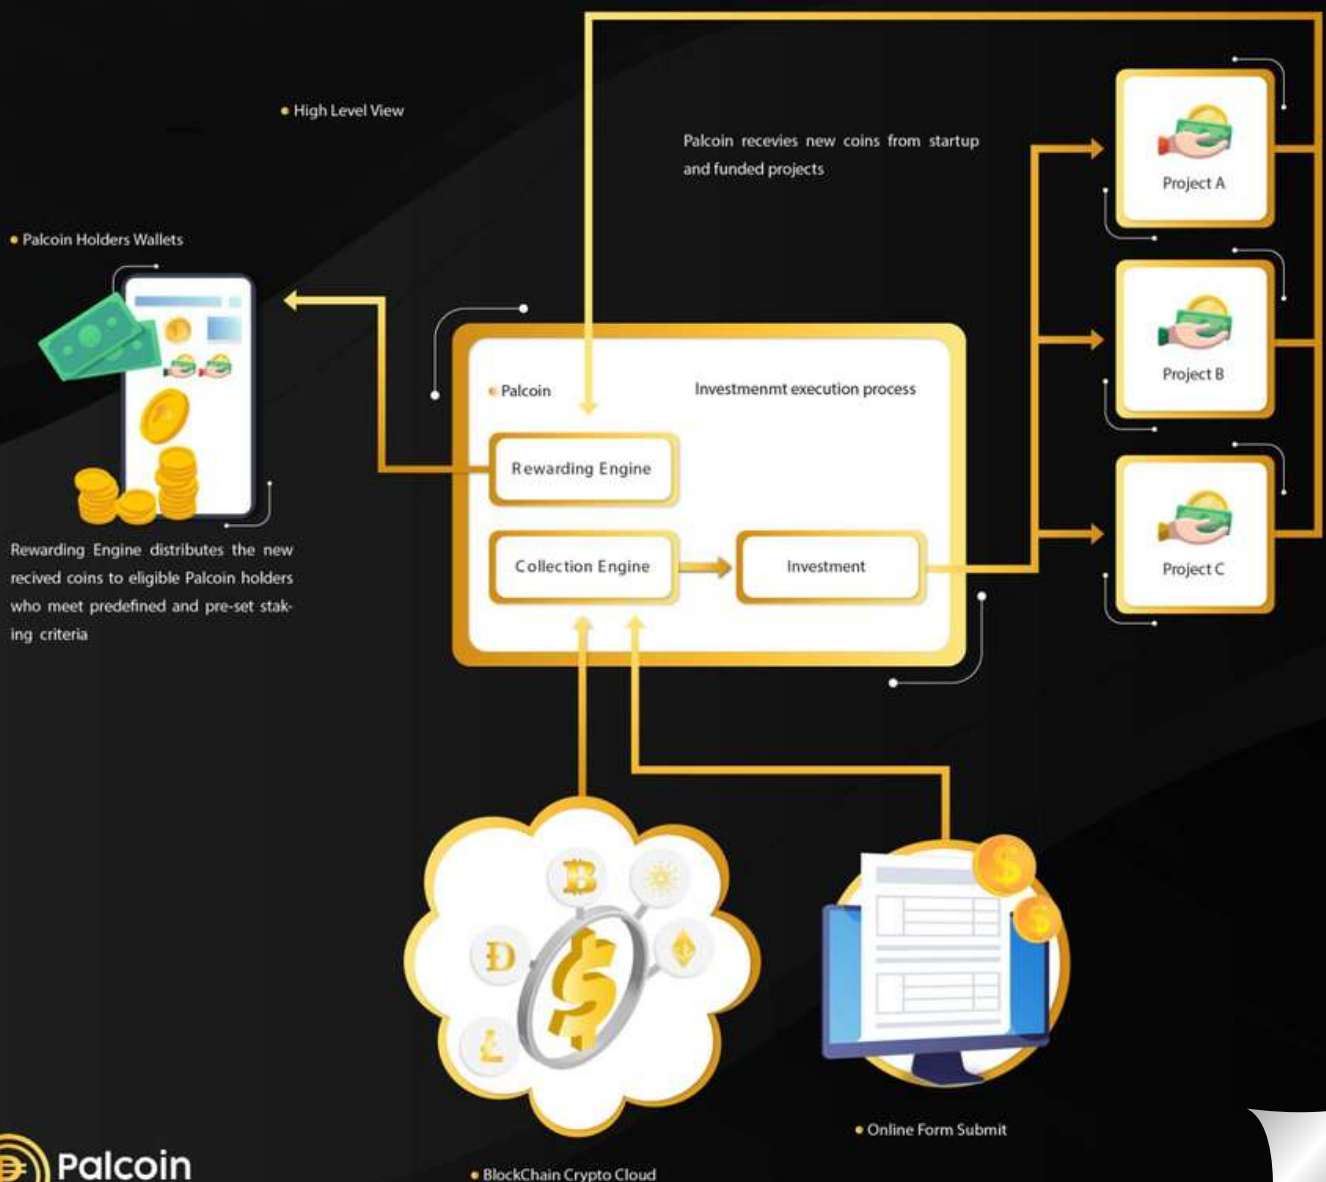 High Level View
Palcoin recevies new coins from startup
and funded projects
Project A
Palcoin Holders Wallets
Project B
Palcoin
Investmenmt execution process
Rewarding Engine
Rewarding Engine distributes the new
recived coins to eligible Palcoin holders
who meet predefined and pre-set stak-
ing criteria
Collection Engine
Investment
Project C
Online Form Submit
Palcoin
BlockChain Crypto Cloud